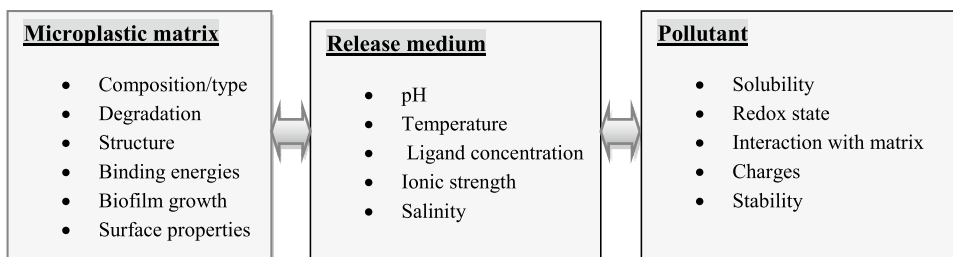 Microplastic matrix
• Composition/type
• Degradation
• Structure
• Binding energies
• Biofilm growth
• Surface properties
Release medium
• pH
• Temperature
• Ligand concentration
• Ionic strength
• Salinity
Pollutant
• Solubility
• Redox state
• Interaction with matrix
• Charges
• Stability